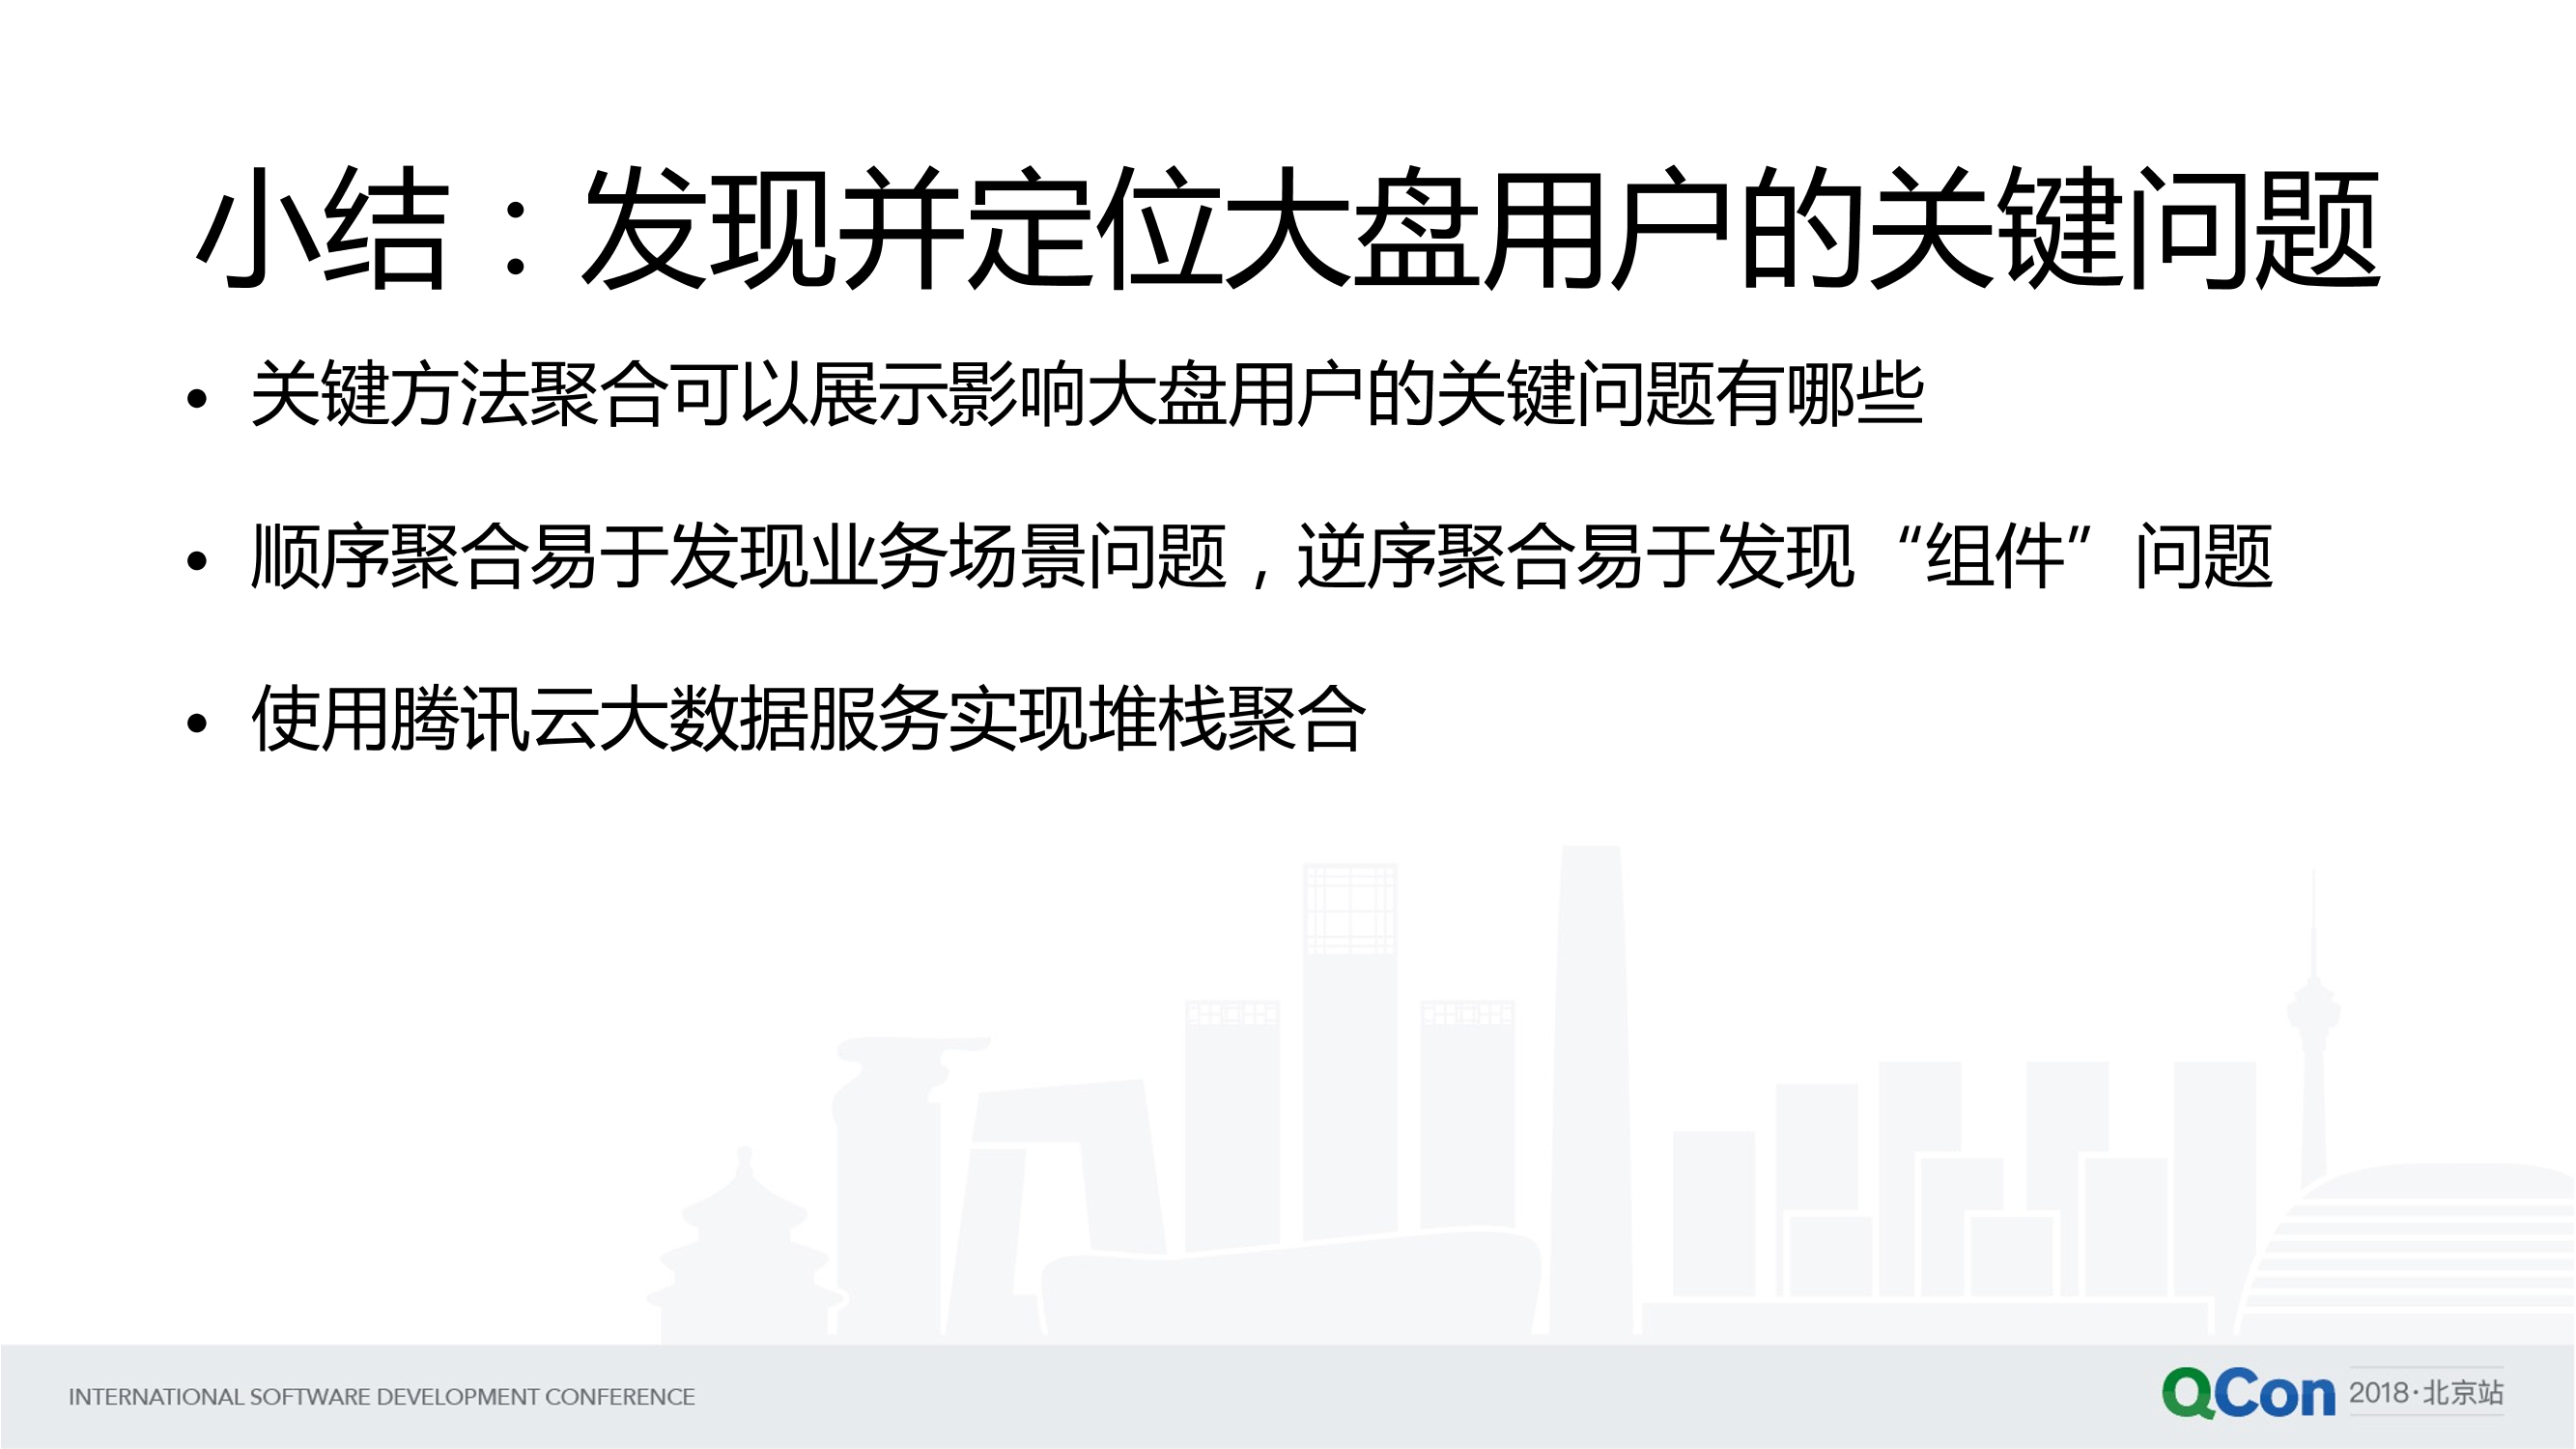 小结：发现并定位大盘用户的关键问题
• 关键方法聚合可以展示影响大盘用户的关键问题有哪些
• 顺序聚合易于发现业务场景问题，逆序聚合易于发现“组件”问题
• 使用腾讯云大数据服务实现堆栈聚合
INTERNATIONAL SOFTWARE DEVELOPMENT CONFERENCE
QCon 2018·北京站